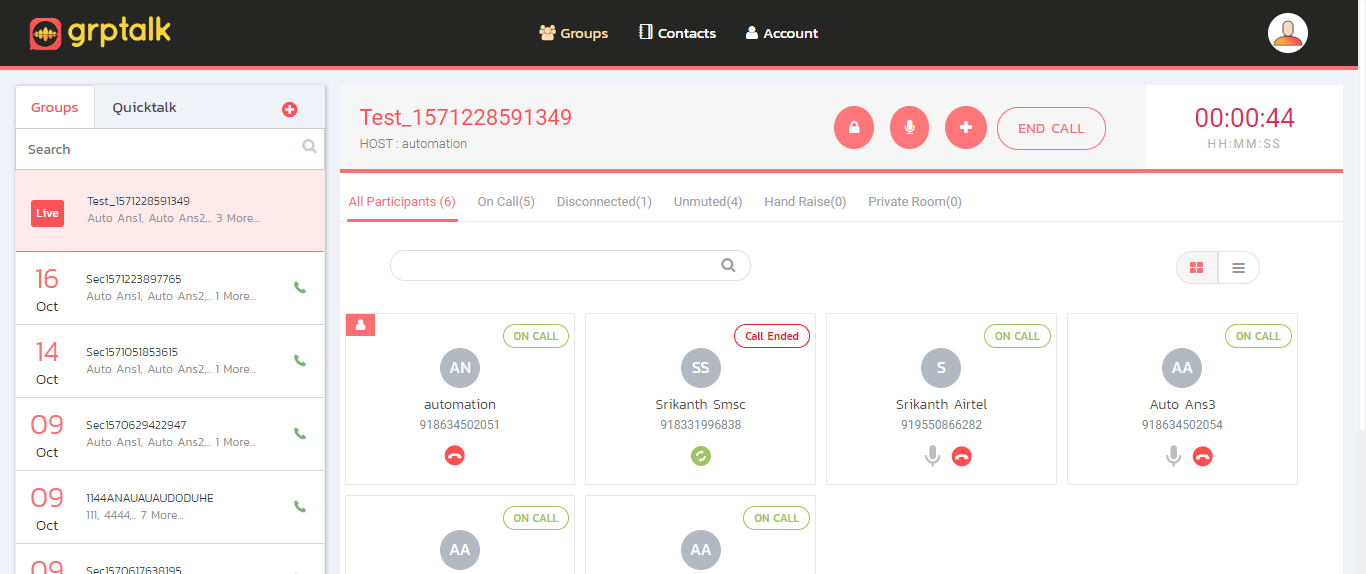 grptalk
Groups Contacts Account
Groups Quicktalk
Search
Live
Test_1571228591349
Auto Ans1, Auto Ans2,.. 3 More...
16
Oct
Sec1571223897765
Auto Ans1, Auto Ans2,.. 1 More...
14
Oct
Sec1571051853615
Auto Ans1, Auto Ans2,.. 1 More...
09
Oct
Sec1570629422947
Auto Ans1, Auto Ans2,.. 1 More...
09
Oct
1144ANAUAUAUDODUHE
111, 4444,.. 7 More...
09
Sec1570617638195
Test_1571228591349
HOST : automation
END CALL
00:00:44
HH:MM:SS
All Participants (6) On Call(5) Disconnected(1) Unmuted(4) Hand Raise(0) Private Room(0)
ON CALL
AN
automation
918634502051
Call Ended
SS
Srikanth Smsc
918331996838
ON CALL
S
Srikanth Airtel
919550866282
ON CALL
AA
Auto Ans3
918634502054
ON CALL
AA
ON CALL
AA